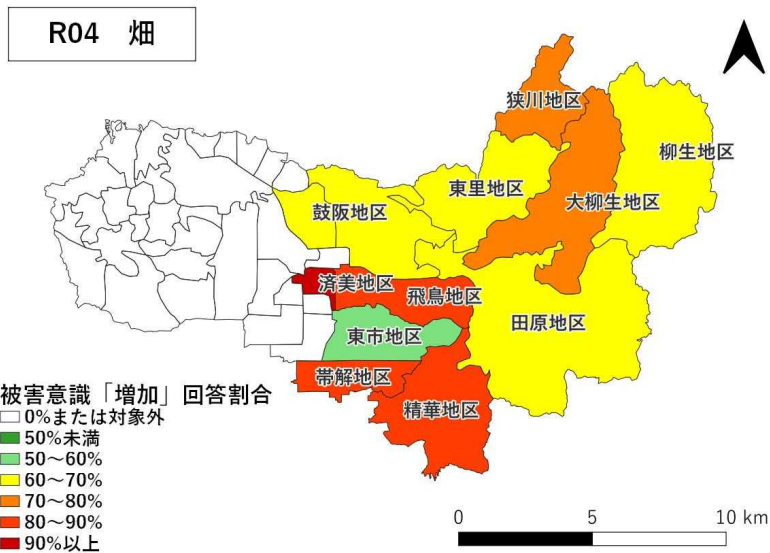 R04 畑
狭川地区
柳生地区
東里地区
大柳生地区
鼓阪地区
済美地区
飛鳥地区
田原地区
東市地区
帯解地区
精華地区
被害意識「増加」回答割合
0%または対象外
50%未満
50～60%
60～70%
70～80%
80～90%
90%以上
0 5 10 km